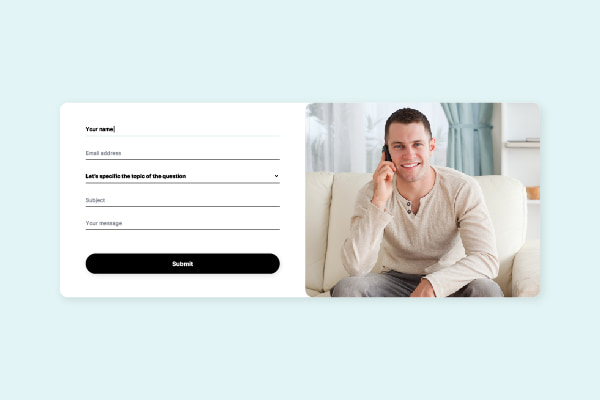 Your name
Email address
Let's specific the topic of the question
Subject
Your message
Submit